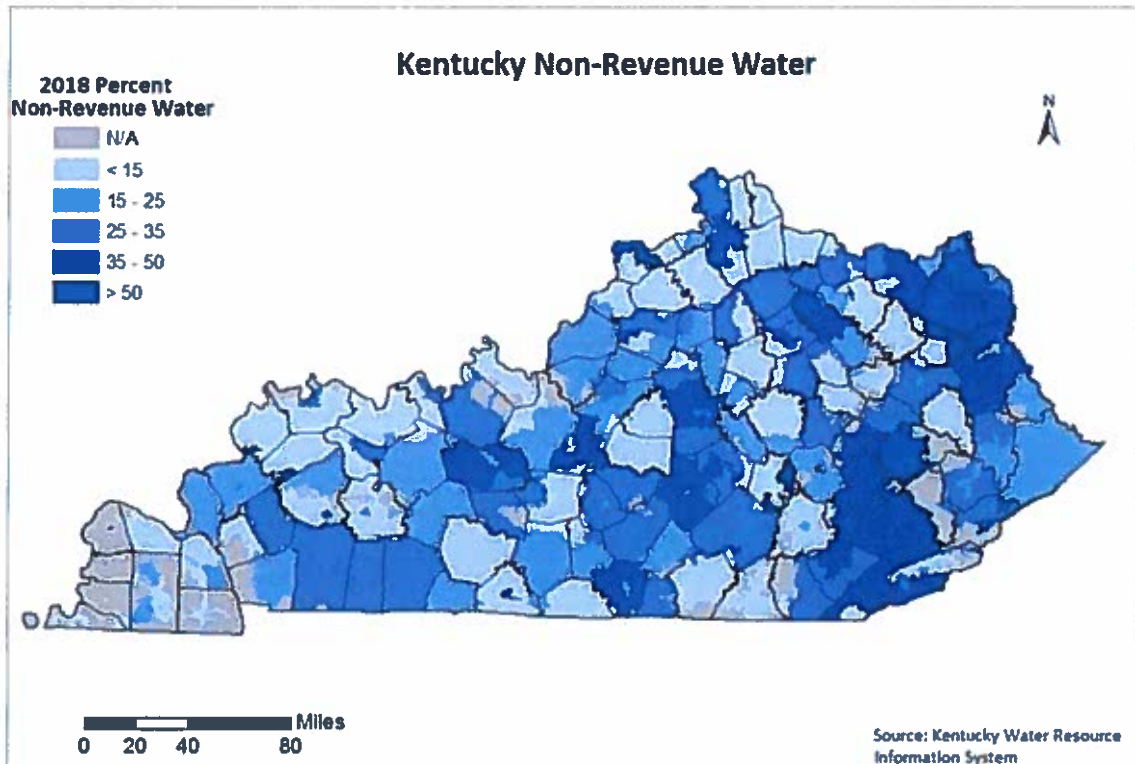 Kentucky Non-Revenue Water
2018 Percent
Non-Revenue Water
N/A
< 15
15 - 25
25 - 35
35 - 50
> 50
N
Miles
0 20 40 80
Source: Kentucky Water Resource
Information System